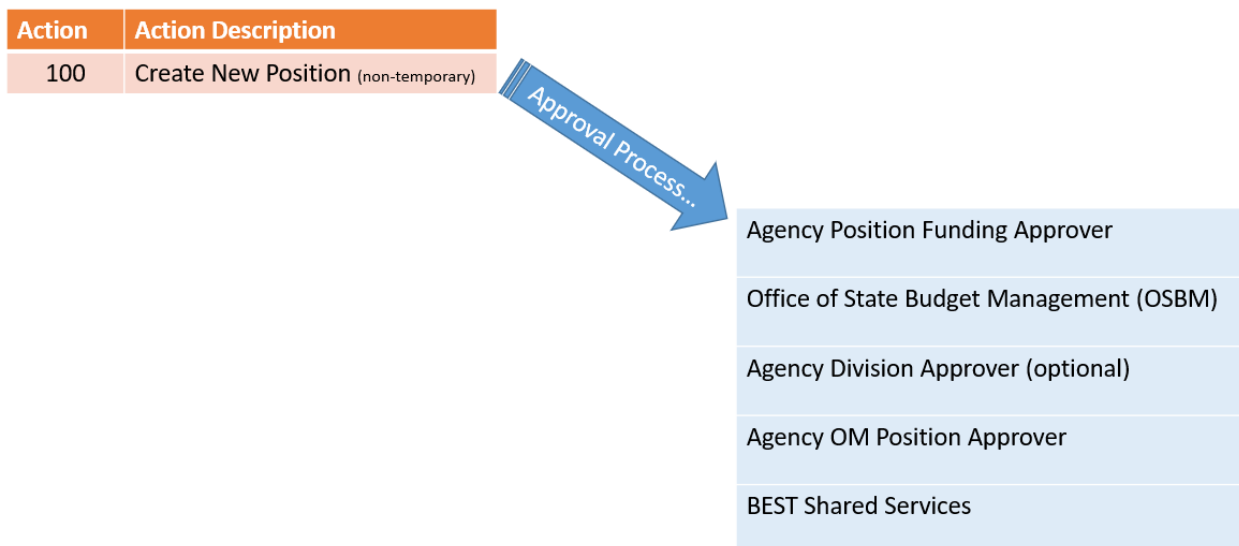 Action Action Description
100 Create New Position (non-temporary)
Approval Process...
Agency Position Funding Approver
Office of State Budget Management (OSBM)
Agency Division Approver (optional)
Agency OM Position Approver
BEST Shared Services